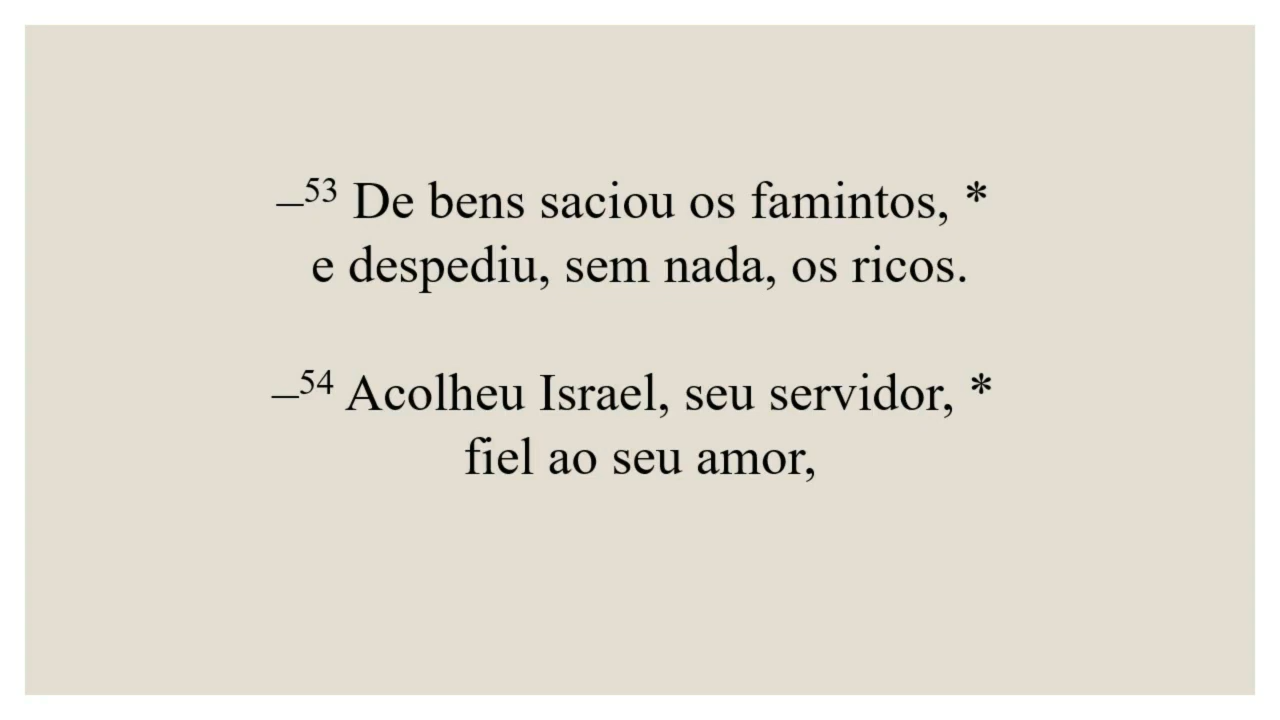 –53 De bens saciou os famintos, *
e despediu, sem nada, os ricos.
–54 Acolheu Israel, seu servidor, *
fiel ao seu amor,